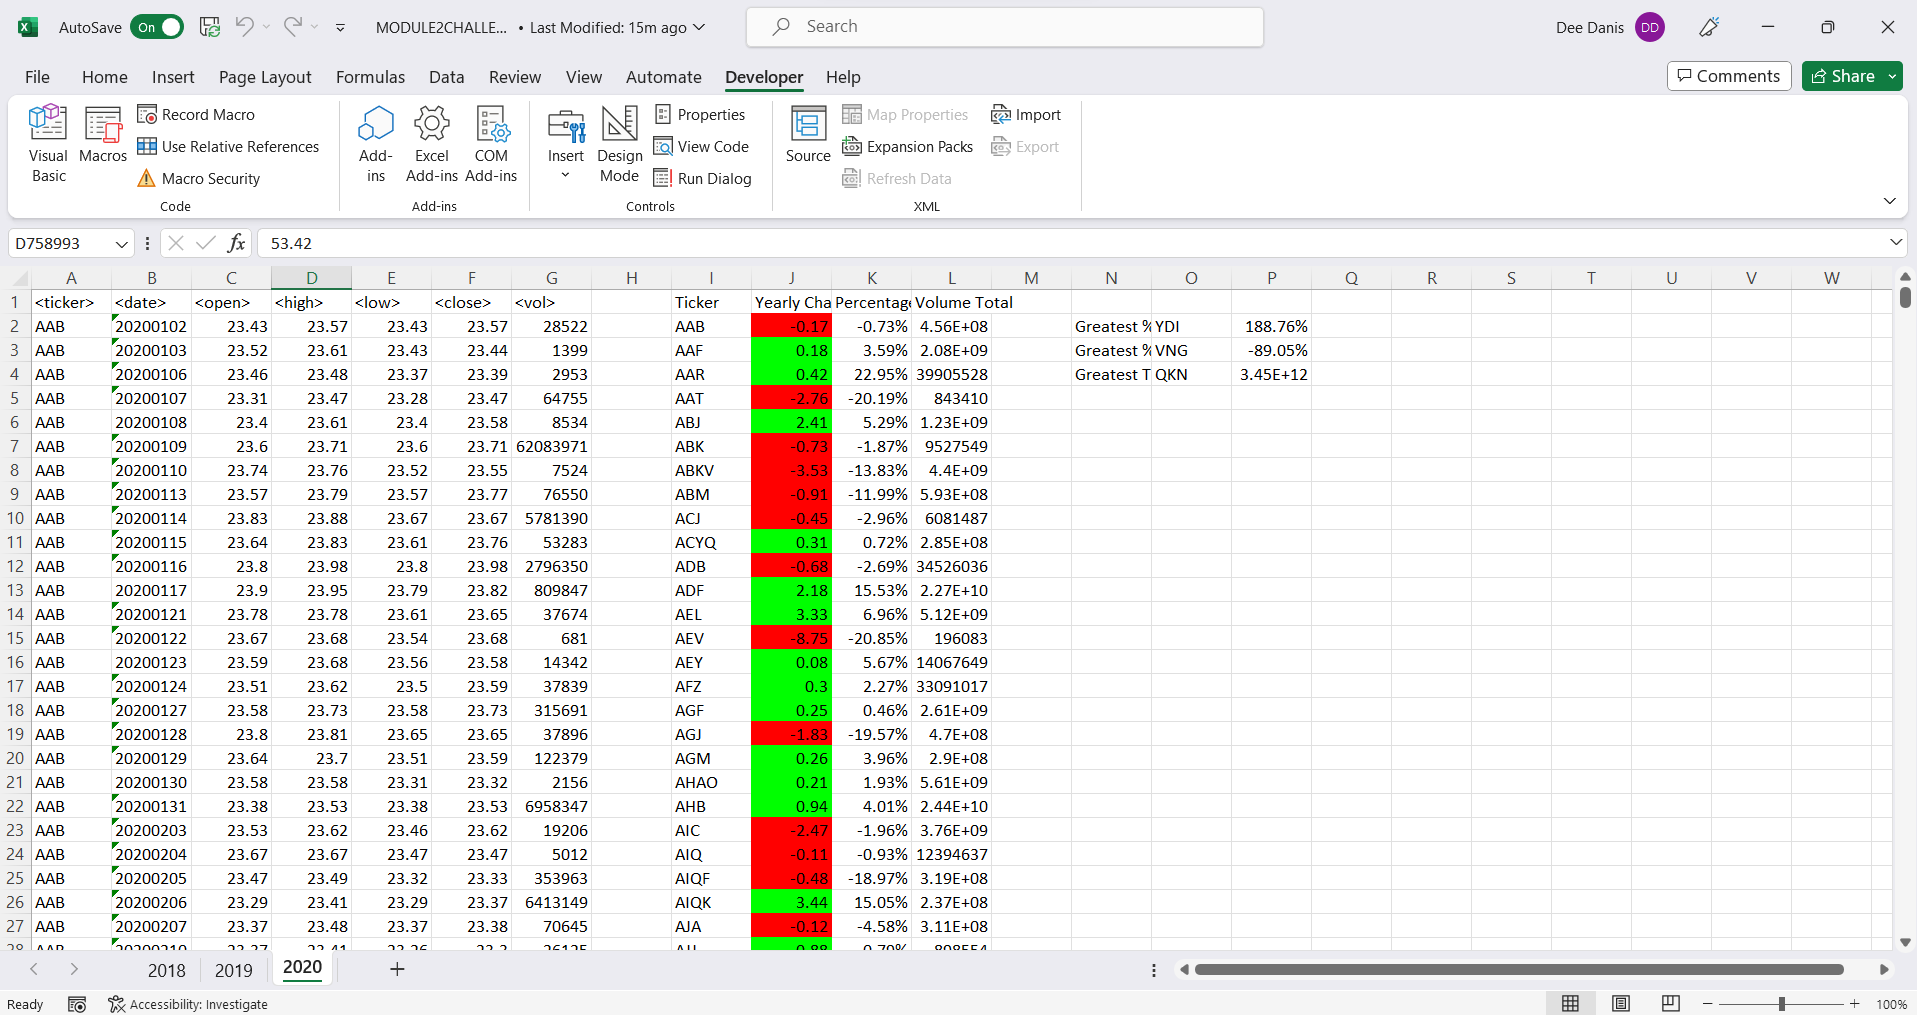 AutoSave On MODULE2CHALLE... • Last Modified: 15m ago Search Dee Danis DD
File Home Insert Page Layout Formulas Data Review View Automate Developer Help Comments Share
Visual Basic
Macros
Record Macro
Use Relative References
Macro Security
Code
Add-ins
Excel Add-ins
COM Add-ins
Add-ins
Insert
Design Mode
Properties
View Code
Run Dialog
Controls
Source
Map Properties
Expansion Packs
Refresh Data
Import
Export
XML
D758993 fx 53.42
A B C D E F G H I J K L M N O P Q R S T U V W
1 <ticker> <date> <open> <high> <low> <close> <vol> Ticker Yearly Cha Percentage Volume Total
2 AAB 20200102 23.43 23.57 23.43 23.57 28522 AAB -0.17 -0.73% 4.56E+08 Greatest % YDI 188.76%
3 AAB 20200103 23.52 23.61 23.43 23.44 1399 AAF 0.18 3.59% 2.08E+09 Greatest % VNG -89.05%
4 AAB 20200106 23.46 23.48 23.37 23.39 2953 AAR 0.42 22.95% 39905528 Greatest T QKN 3.45E+12
5 AAB 20200107 23.31 23.47 23.28 23.47 64755 AAT -2.76 -20.19% 843410
6 AAB 20200108 23.4 23.61 23.4 23.58 8534 ABJ 2.41 5.29% 1.23E+09
7 AAB 20200109 23.6 23.71 23.6 23.71 62083971 ABK -0.73 -1.87% 9527549
8 AAB 20200110 23.74 23.76 23.52 23.55 7524 ABKV -3.53 -13.83% 4.4E+09
9 AAB 20200113 23.57 23.79 23.57 23.77 76550 ABM -0.91 -11.99% 5.93E+08
10 AAB 20200114 23.83 23.88 23.67 23.67 5781390 ACJ -0.45 -2.96% 6081487
11 AAB 20200115 23.64 23.83 23.61 23.76 53283 ACYQ 0.31 0.72% 2.85E+08
12 AAB 20200116 23.8 23.98 23.8 23.98 2796350 ADB -0.68 -2.69% 34526036
13 AAB 20200117 23.9 23.95 23.79 23.82 809847 ADF 2.18 15.53% 2.27E+10
14 AAB 20200121 23.78 23.78 23.61 23.65 37674 AEL 3.33 6.96% 5.12E+09
15 AAB 20200122 23.67 23.68 23.54 23.68 681 AEV -8.75 -20.85% 196083
16 AAB 20200123 23.59 23.68 23.56 23.58 14342 AEY 0.08 5.67% 14067649
17 AAB 20200124 23.51 23.62 23.5 23.59 37839 AFZ 0.3 2.27% 33091017
18 AAB 20200127 23.58 23.73 23.58 23.73 315691 AGF 0.25 0.46% 2.61E+09
19 AAB 20200128 23.8 23.81 23.65 23.65 37896 AGJ -1.83 -19.57% 4.7E+08
20 AAB 20200129 23.64 23.7 23.51 23.59 122379 AGM 0.26 3.96% 2.9E+08
21 AAB 20200130 23.58 23.58 23.31 23.32 2156 AHAO 0.21 1.93% 5.61E+09
22 AAB 20200131 23.38 23.53 23.38 23.53 6958347 AHB 0.94 4.01% 2.44E+10
23 AAB 20200203 23.53 23.62 23.46 23.62 19206 AIC -2.47 -1.96% 3.76E+09
24 AAB 20200204 23.67 23.67 23.47 23.47 5012 AIQ -0.11 -0.93% 12394637
25 AAB 20200205 23.47 23.49 23.32 23.33 353963 AIQF -0.48 -18.97% 3.19E+08
26 AAB 20200206 23.29 23.41 23.29 23.37 6413149 AIQK 3.44 15.05% 2.37E+08
27 AAB 20200207 23.37 23.48 23.37 23.38 70645 AJA -0.12 -4.58% 3.11E+08
28 AAB 20200210
2018 2019 2020
Ready Accessibility: Investigate 100%